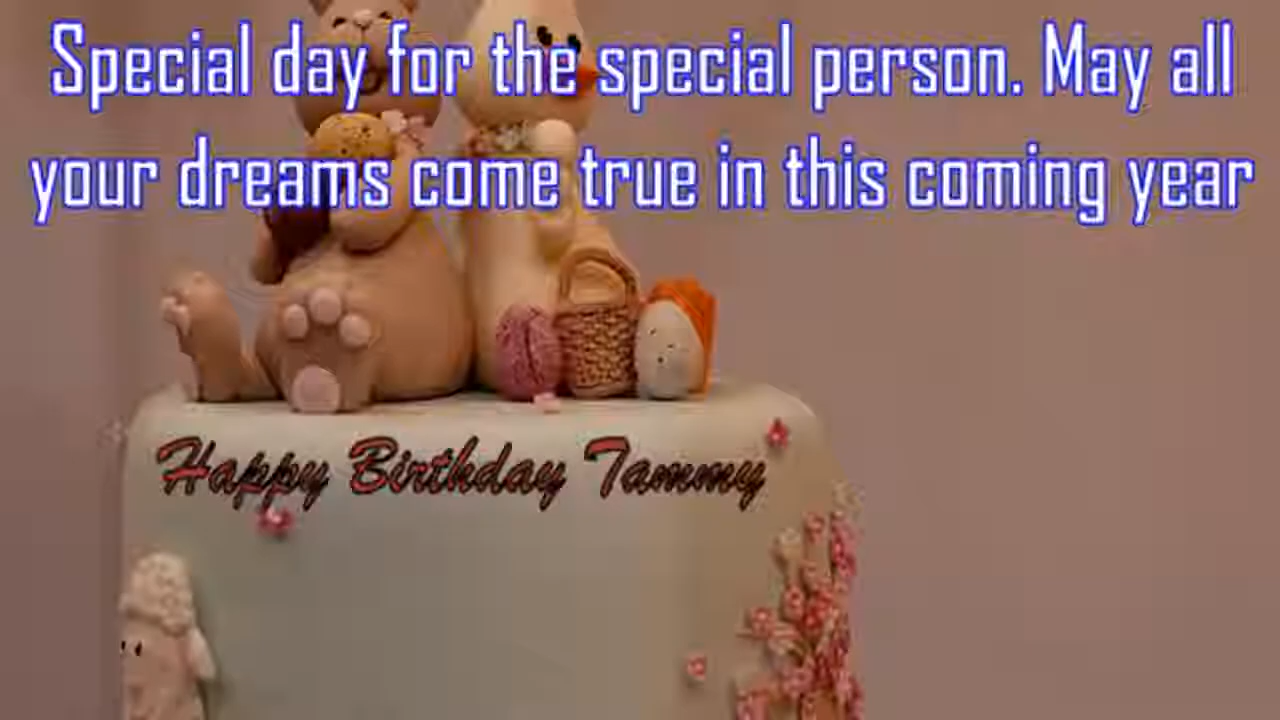 Special day for the special person. May all
your dreams come true in this coming year
Happy Birthday Tammy